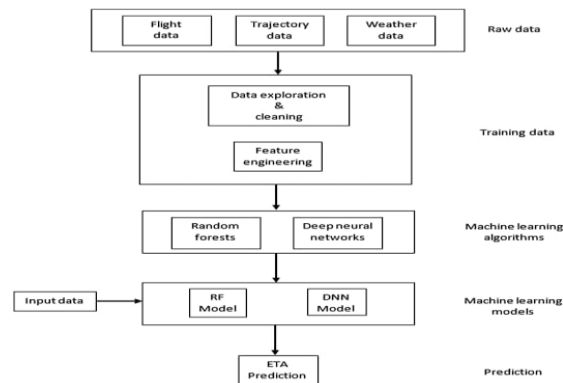 Flight data
Trajectory data
Weather data
Raw data
Data exploration
&
cleaning
Training data
Feature
engineering
Random
forests
Deep neural
networks
Machine learning
algorithms
Input data
RF
Model
DNN
Model
Machine learning
models
ETA
Prediction
Prediction